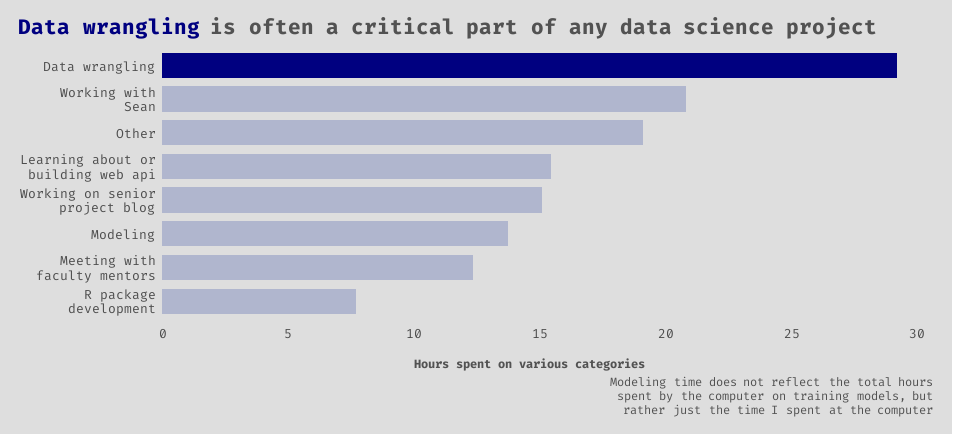 Data wrangling is often a critical part of any data science project
Data wrangling
Working with
Sean
Other
Learning about or
building web api
Working on senior
project blog
Modeling
Meeting with
faculty mentors
R package
development
0 5 10 15 20 25 30
Hours spent on various categories
Modeling time does not reflect the total hours
spent by the computer on training models, but
rather just the time I spent at the computer